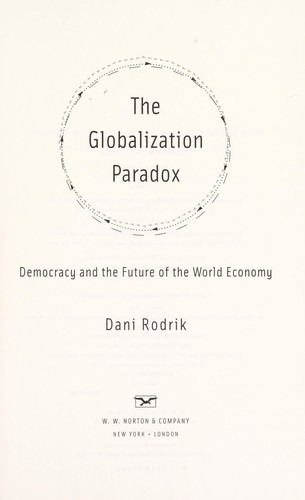 The
Globalization
Paradox
Democracy and the Future of the World Economy
Dani Rodrik
W. W. NORTON & COMPANY
NEW YORK • LONDON